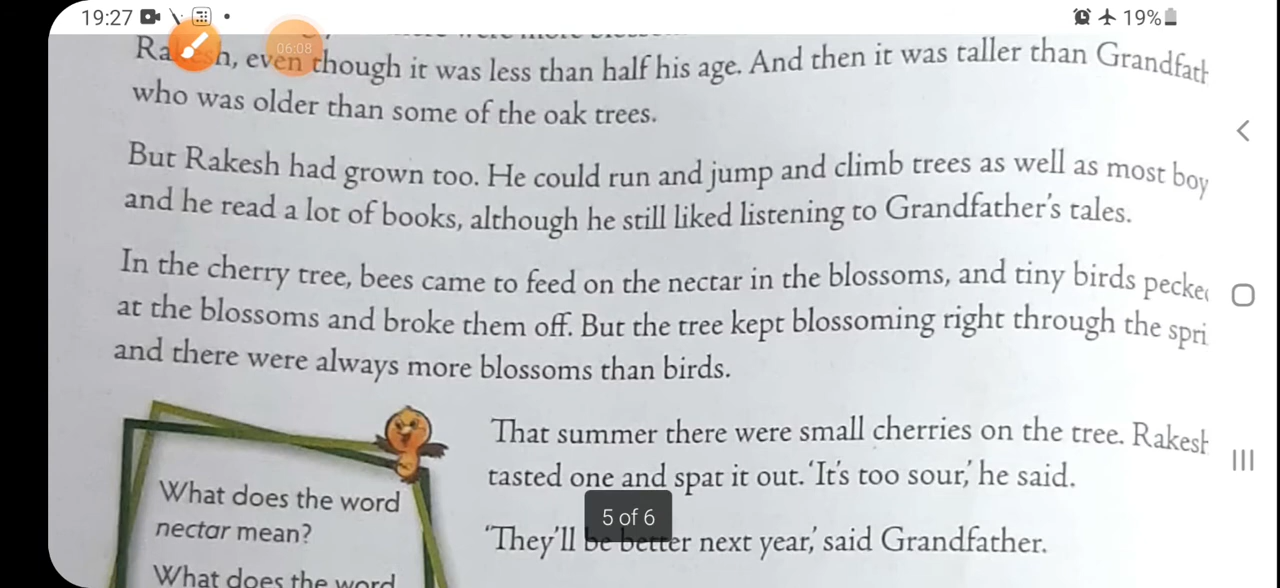 19:27
19%
06:08
even though it was less than half his age. And then it was taller than
who was older than some of the oak trees.
But Rakesh had grown too. He could run and jump and climb trees as well as most boy
and he read a lot of books, although he still liked listening to Grandfather's tales.
In the cherry tree, bees came to feed on the nectar in the blossoms, and tiny birds
at the blossoms and broke them off. But the tree kept blossoming right through the spri
and there were always more blossoms than birds.
That summer there were small cherries on the tree.
tasted one and spat it out. 'It's too sour,' he said.
5 of 6
'They'll be better next year,' said Grandfather.
What does the word
nectar mean?
What does the word